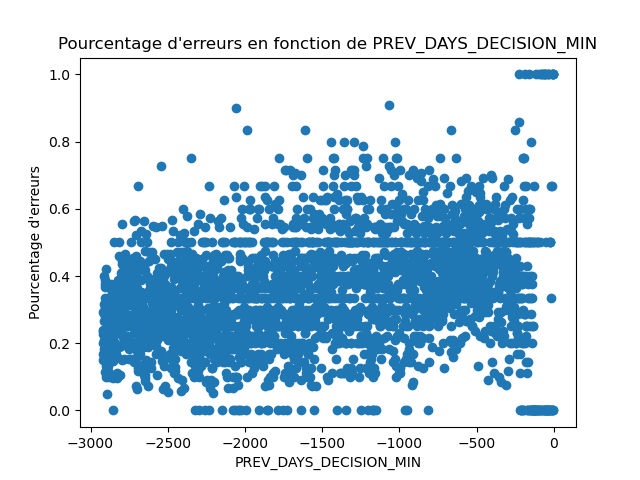 Pourcentage d'erreurs en fonction de PREV_DAYS_DECISION_MIN
1.0
0.8
0.6
0.4
0.2
0.0
Pourcentage d'erreurs
−3000 −2500 −2000 −1500 −1000 −500 0
PREV_DAYS_DECISION_MIN